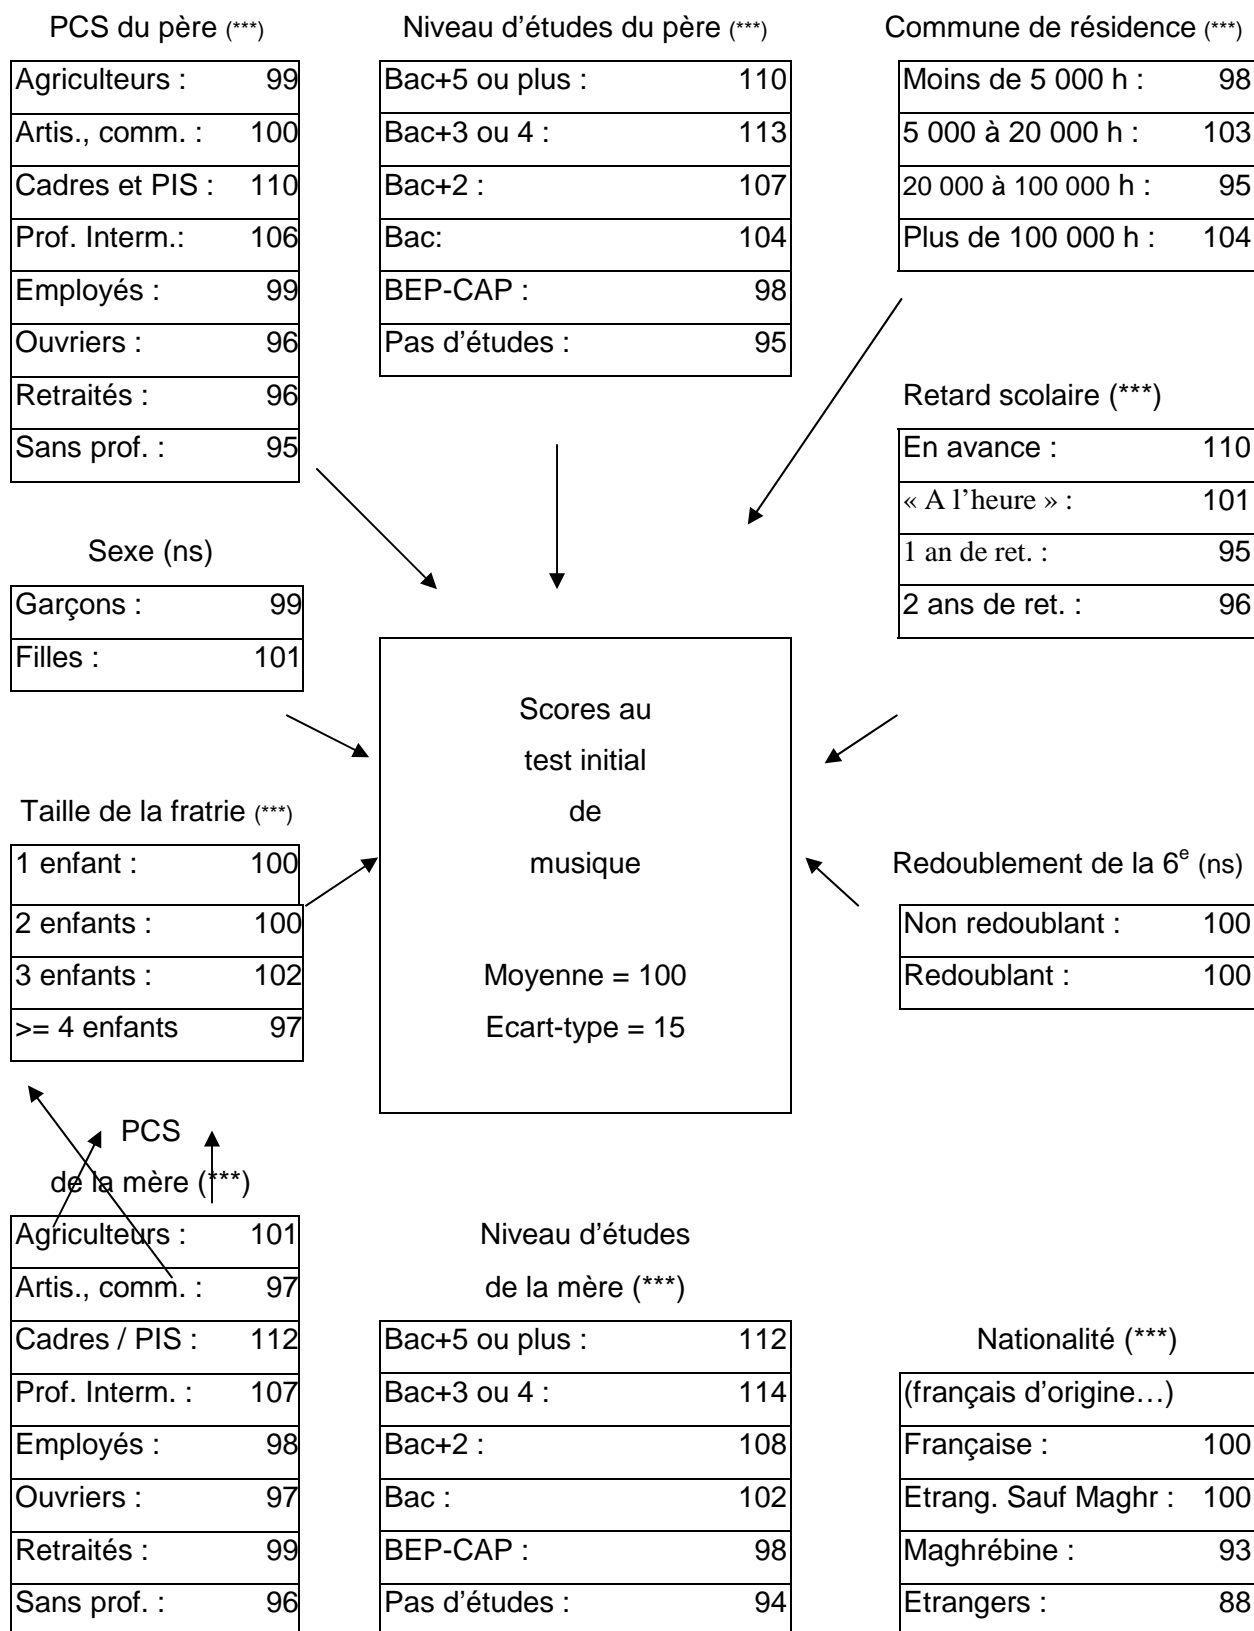 PCS du père (***)
Agriculteurs : 99
Artis., comm. : 100
Cadres et PIS : 110
Prof. Interm.: 106
Employés : 99
Ouvriers : 96
Retraités : 96
Sans prof. : 95
Niveau d'études du père (***)
Bac+5 ou plus : 110
Bac+3 ou 4 : 113
Bac+2 : 107
Bac: 104
BEP-CAP : 98
Pas d'études : 95
Commune de résidence (***)
Moins de 5 000 h : 98
5 000 à 20 000 h : 103
20 000 à 100 000 h : 95
Plus de 100 000 h : 104
Retard scolaire (***)
En avance : 110
« A l'heure » : 101
1 an de ret. : 95
2 ans de ret. : 96
Sexe (ns)
Garçons : 99
Filles : 101
Scores au
test initial
de
musique
Moyenne = 100
Ecart-type = 15
Taille de la fratrie (***)
1 enfant : 100
2 enfants : 100
3 enfants : 102
>= 4 enfants 97
Redoublement de la 6e (ns)
Non redoublant : 100
Redoublant : 100
PCS
de la mère (***)
Agriculteurs : 101
Artis., comm. : 97
Cadres / PIS : 112
Prof. Interm. : 107
Employés : 98
Ouvriers : 97
Retraités : 99
Sans prof. : 96
Niveau d'études
de la mère (***)
Bac+5 ou plus : 112
Bac+3 ou 4 : 114
Bac+2 : 108
Bac : 102
BEP-CAP : 98
Pas d'études : 94
Nationalité (***)
(français d'origine…)
Française : 100
Etrang. Sauf Maghr : 100
Maghrébine : 93
Etrangers : 88